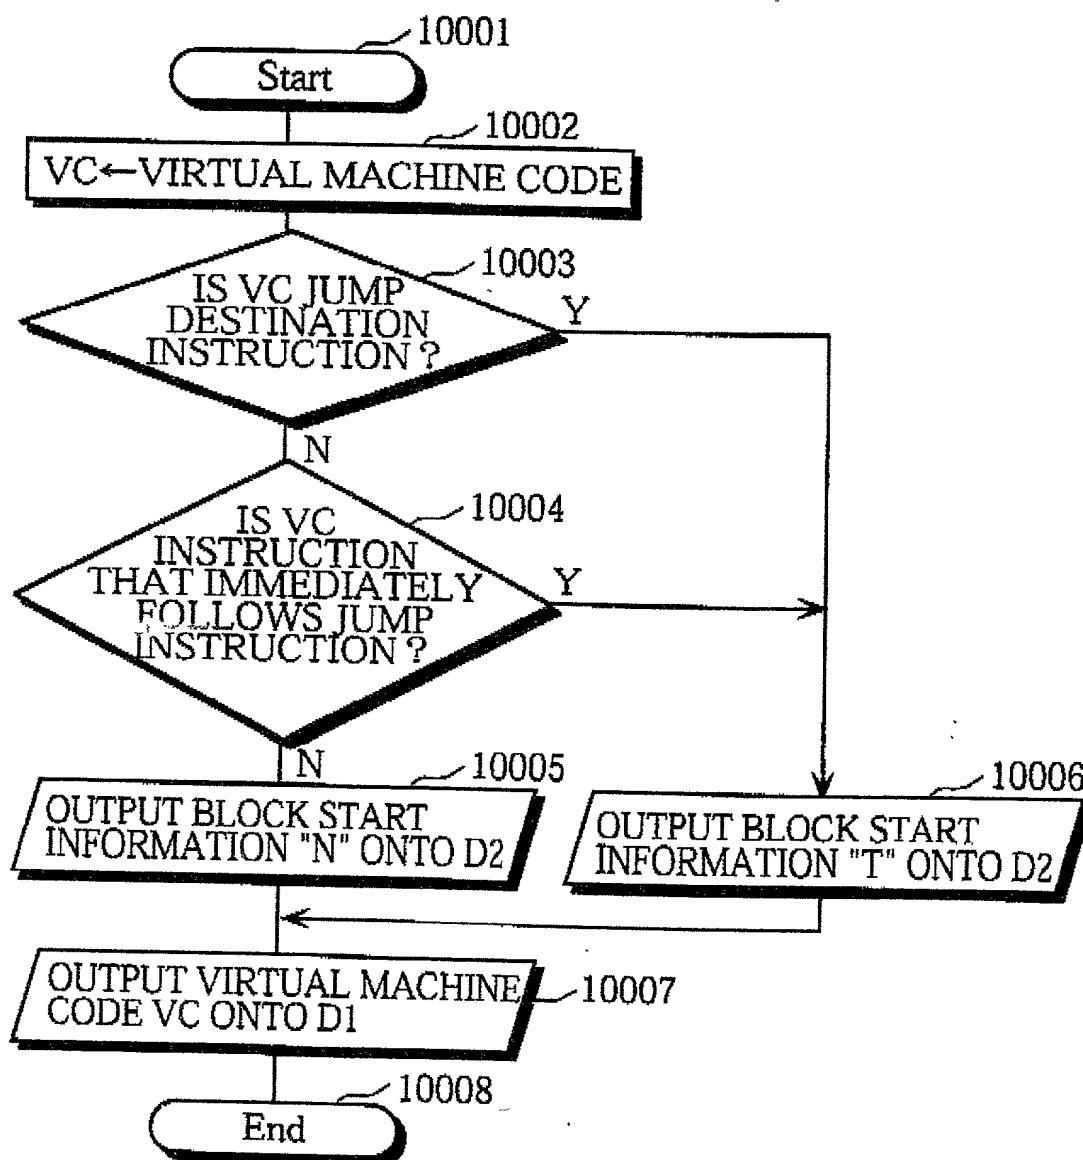 10001
Start
10002
VC←VIRTUAL MACHINE CODE
10003
IS VC JUMP
DESTINATION
INSTRUCTION ?
Y
N
10004
IS VC
INSTRUCTION
THAT IMMEDIATELY
FOLLOWS JUMP
INSTRUCTION ?
Y
N
10005
OUTPUT BLOCK START
INFORMATION "N" ONTO D2
10006
OUTPUT BLOCK START
INFORMATION "T" ONTO D2
OUTPUT VIRTUAL MACHINE
CODE VC ONTO D1
10007
10008
End